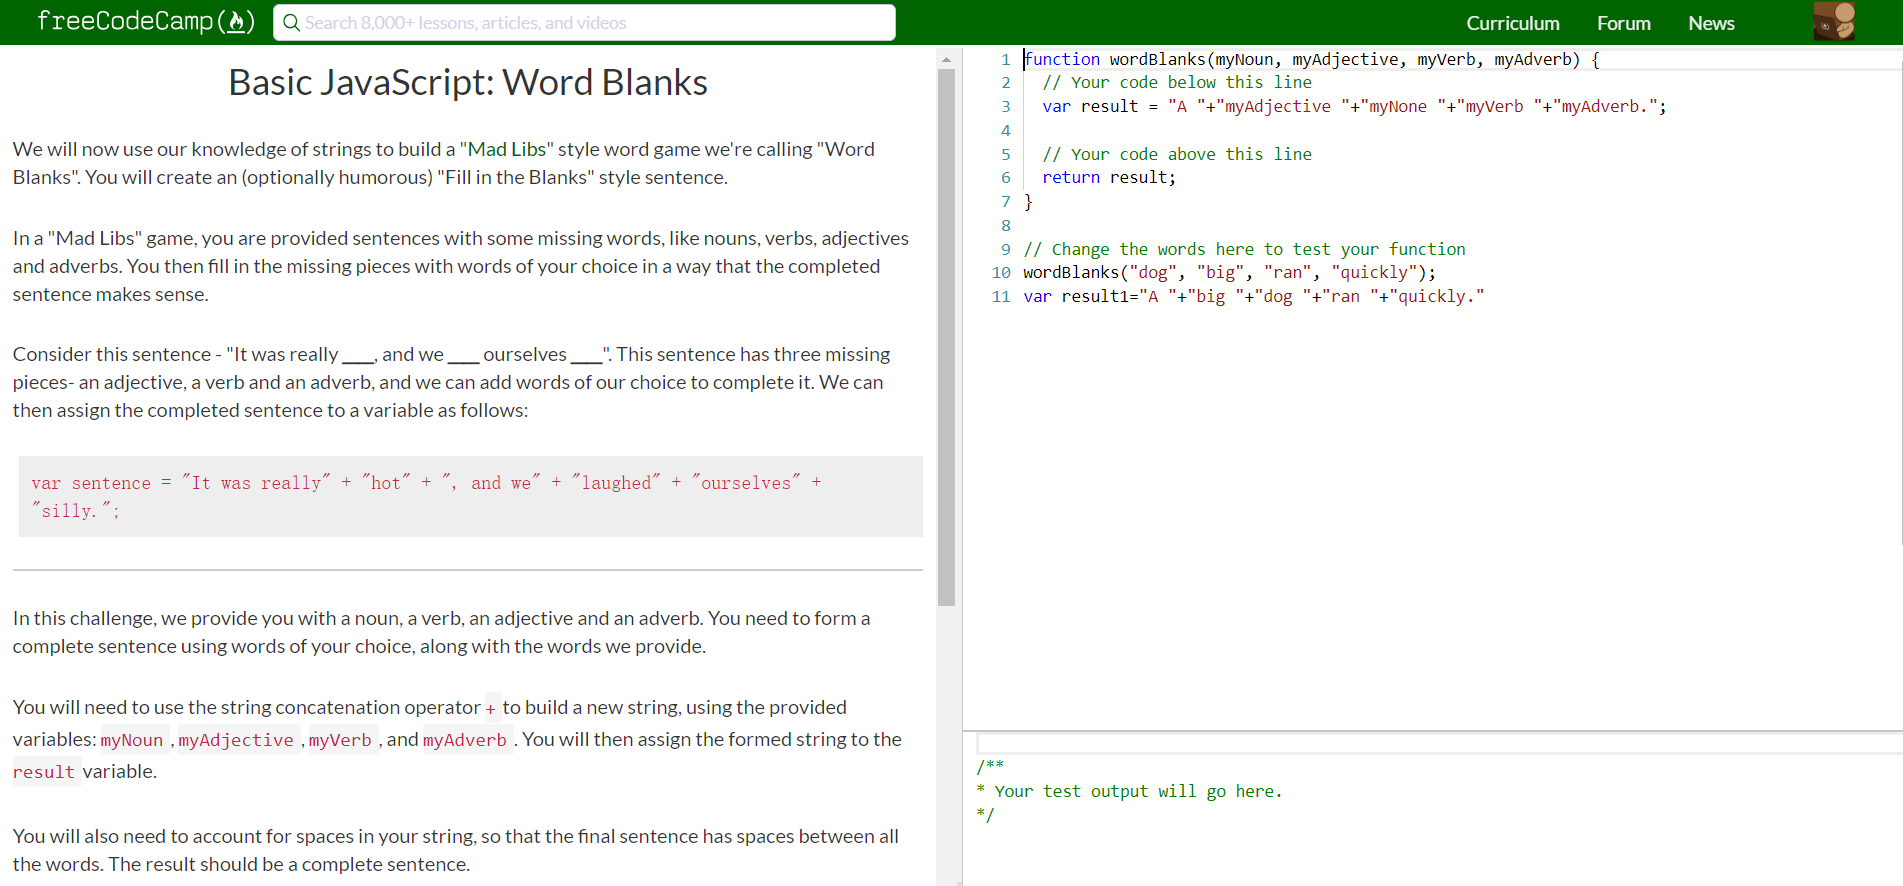 freeCodeCamp(🔥)
Search 8,000+ lessons, articles, and videos
Curriculum Forum News
Basic JavaScript: Word Blanks
We will now use our knowledge of strings to build a "Mad Libs" style word game we're calling "Word
Blanks". You will create an (optionally humorous) "Fill in the Blanks" style sentence.
In a "Mad Libs" game, you are provided sentences with some missing words, like nouns, verbs, adjectives
and adverbs. You then fill in the missing pieces with words of your choice in a way that the completed
sentence makes sense.
Consider this sentence - "It was really ____, and we ____ ourselves ____". This sentence has three missing
pieces- an adjective, a verb and an adverb, and we can add words of our choice to complete it. We can
then assign the completed sentence to a variable as follows:
var sentence = "It was really" + "hot" + ", and we" + "laughed" + "ourselves" +
"silly.";
In this challenge, we provide you with a noun, a verb, an adjective and an adverb. You need to form a
complete sentence using words of your choice, along with the words we provide.
You will need to use the string concatenation operator + to build a new string, using the provided
variables: myNoun , myAdjective , myVerb , and myAdverb . You will then assign the formed string to the
result variable.
You will also need to account for spaces in your string, so that the final sentence has spaces between all
the words. The result should be a complete sentence.
1 function wordBlanks(myNoun, myAdjective, myVerb, myAdverb) {
2 // Your code below this line
3 var result = "A "+"myAdjective "+"myNone "+"myVerb "+"myAdverb.";
4
5 // Your code above this line
6 return result;
7 }
8
9 // Change the words here to test your function
10 wordBlanks("dog", "big", "ran", "quickly");
11 var result1="A "+"big "+"dog "+"ran "+"quickly."
/**
* Your test output will go here.
*/